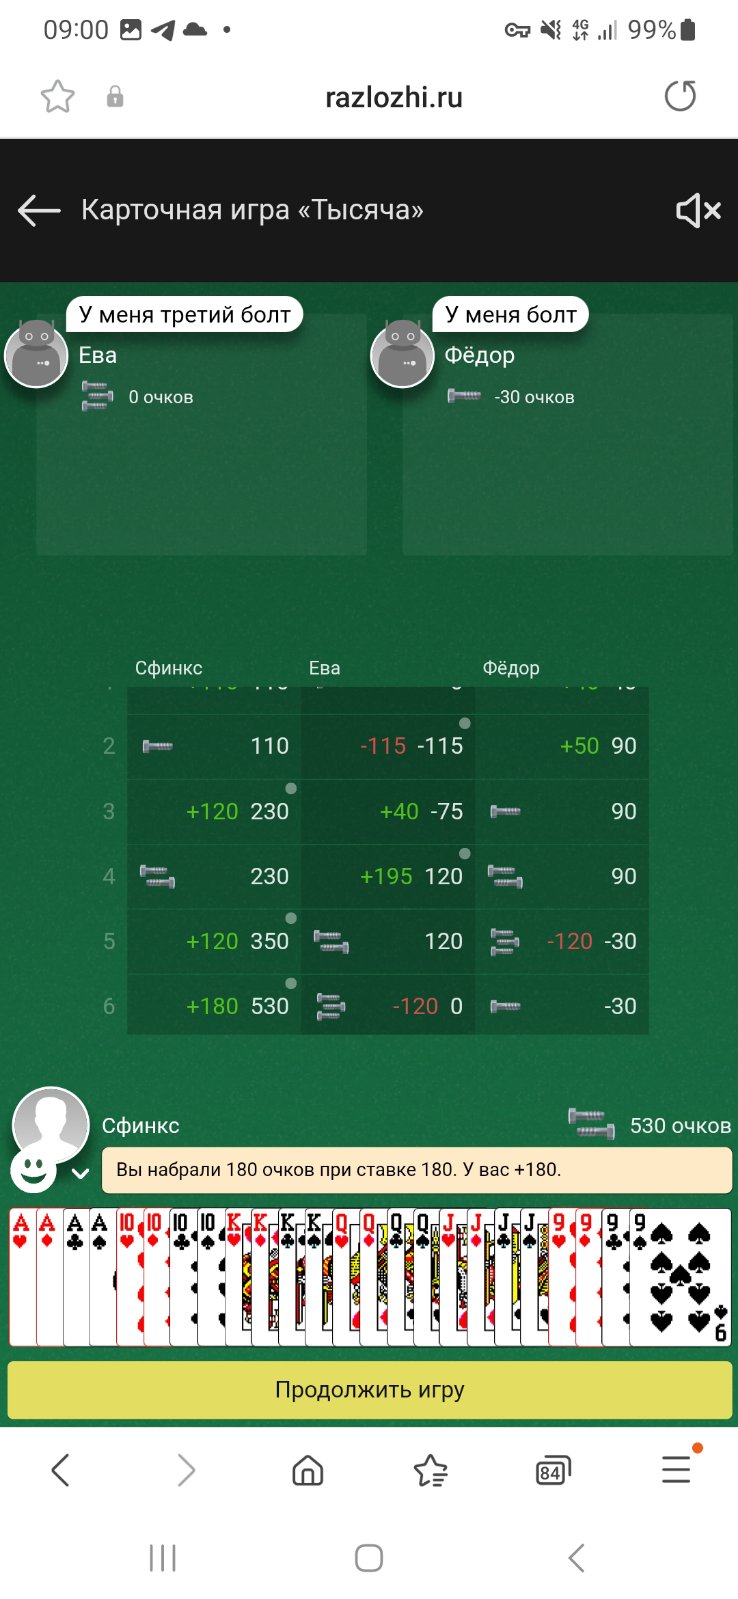 09:00
4G
99%
razlozhi.ru
Карточная игра «Тысяча»
У меня третий болт
У меня болт
Ева
Фёдор
0 очков
-30 очков
Сфинкс Ева Фёдор
2 110 -115 -115 +50 90
3 +120 230 +40 -75 90
4 230 +195 120 90
5 +120 350 120 -120 -30
6 +180 530 -120 0 -30
Сфинкс
530 очков
Вы набрали 180 очков при ставке 180. У вас +180.
A A A A 10 10 10 10 K K K K Q Q Q Q J J J J 9 9 9 9
9
Продолжить игру
84